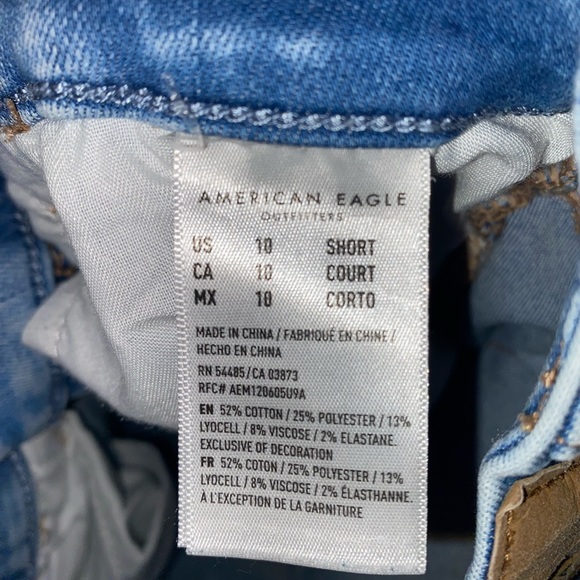 AMERICAN EAGLE
OUTFITTERS
US 10 SHORT
CA 10 COURT
MX 10 CORTO
MADE IN CHINA / FABRIQUÉ EN CHINE /
HECHO EN CHINA
RN 54485/CA 03873
RFC# AEM120605U9A
EN 52% COTTON / 25% POLYESTER / 13%
LYOCELL / 8% VISCOSE / 2% ELASTANE.
EXCLUSIVE OF DECORATION
FR 52% COTON / 25% POLYESTER / 13%
LYOCELL / 8% VISCOSE / 2% ÉLASTHANNE.
À L'EXCEPTION DE LA GARNITURE